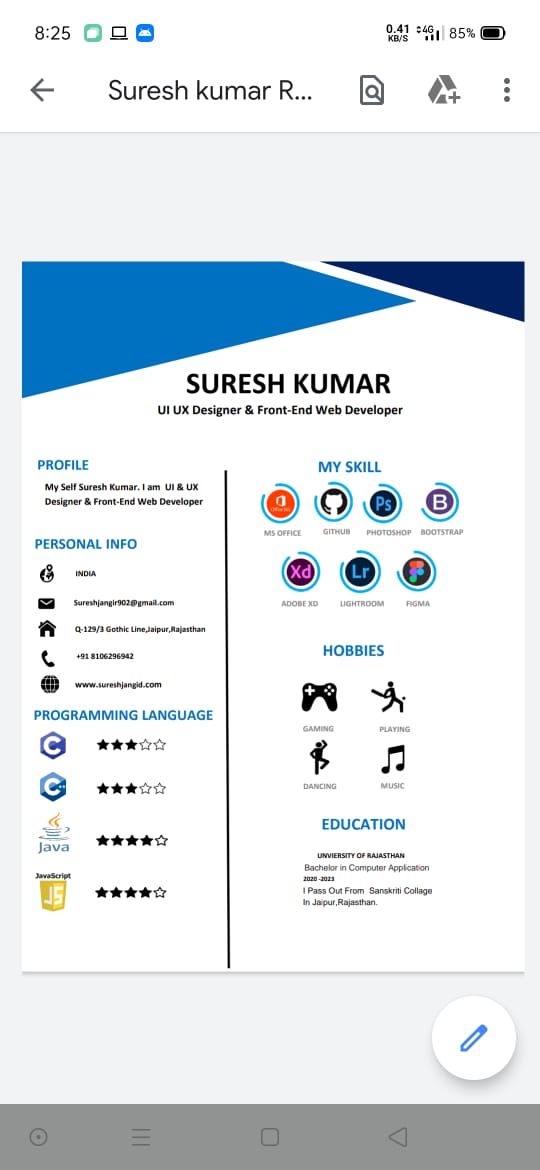 8:25
0.41 KB/S 4G 85%
Suresh kumar R...
SURESH KUMAR
UI UX Designer & Front-End Web Developer
PROFILE
My Self Suresh Kumar. I am UI & UX
Designer & Front-End Web Developer
PERSONAL INFO
INDIA
Sureshjangir902@gmail.com
Q-129/3 Gothic Line,Jaipur,Rajasthan
+91 8106296942
www.sureshjangid.com
PROGRAMMING LANGUAGE
C
C++
Java
JavaScript
JS
MY SKILL
Ps
B
MS OFFICE GITHUB PHOTOSHOP BOOTSTRAP
Xd Lr
ADOBE XD LIGHTROOM FIGMA
HOBBIES
GAMING PLAYING
DANCING MUSIC
EDUCATION
UNVIERSITY OF RAJASTHAN
Bachelor in Computer Application
2020 -2023
I Pass Out From Sanskriti Collage
In Jaipur,Rajasthan.